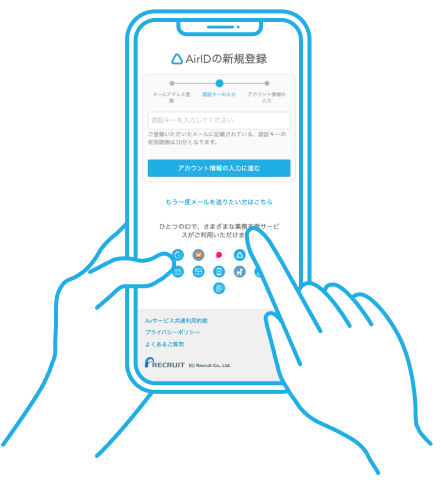 AirIDの新規登録
メールアドレス登
録
認証キーの入力
アカウント情報の
入力
認証キーを入力してください
ご登録いただいたメールに記載されている、認証キーの
有効期限は30分となります。
アカウント情報の入力に進む
もう一度メールを送りたい方はこちら
ひとつのIDで、さまざまな業務支援サービ
スがご利用いただけま
Airサービス共通利用約款
プライバシーポリシー
よくあるご質問
RECRUIT (C) Recruit Co., Ltd.